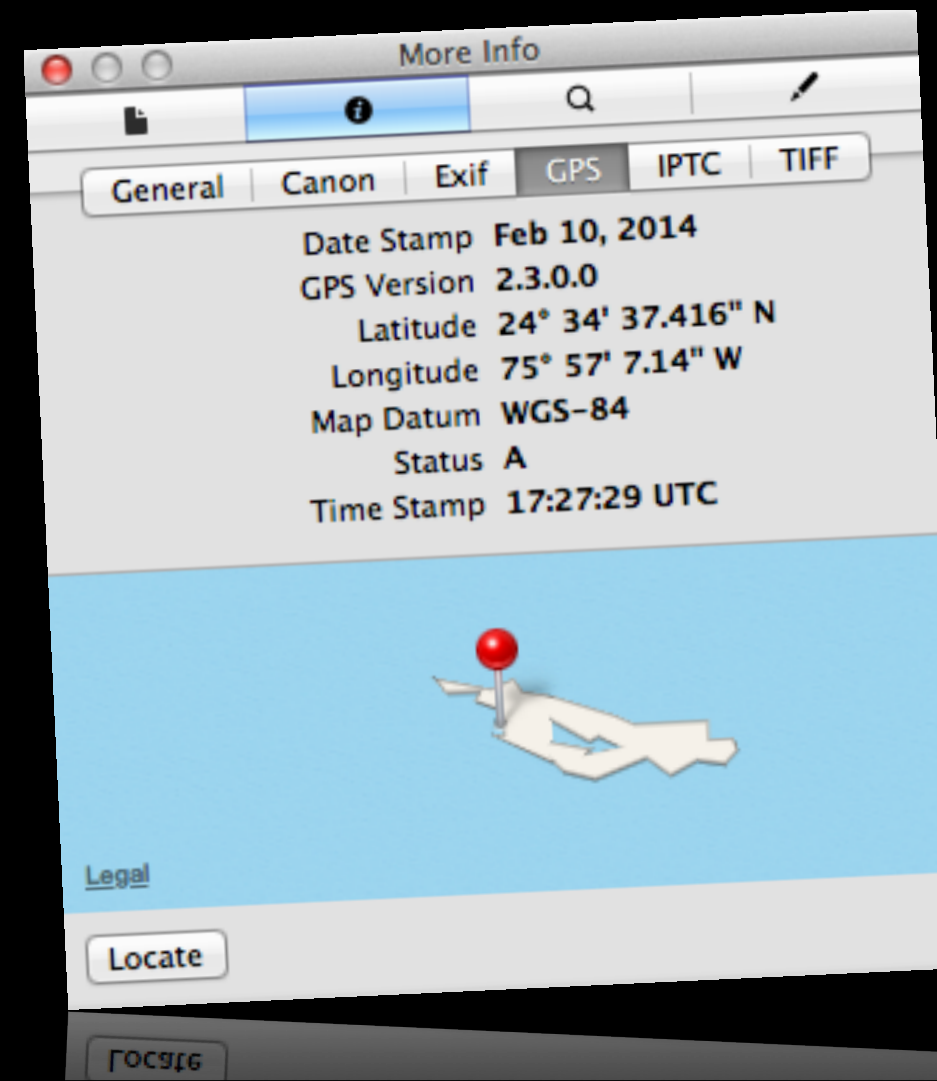 More Info
General Canon Exif GPS IPTC TIFF
Date Stamp Feb 10, 2014
GPS Version 2.3.0.0
Latitude 24° 34' 37.416" N
Longitude 75° 57' 7.14" W
Map Datum WGS-84
Status A
Time Stamp 17:27:29 UTC
Legal
Locate